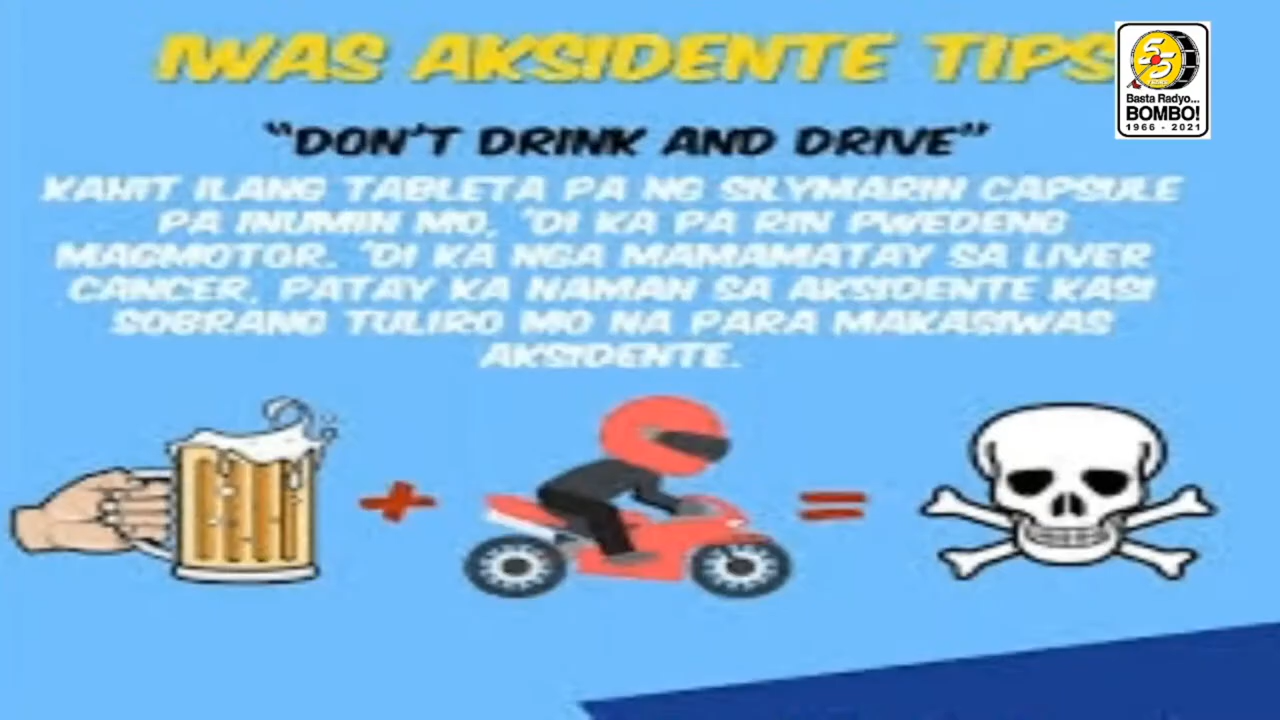 IWAS AKSIDENTE TIPS
55
Basta Radyo...
BOMBO!
1966 - 2021
"DON'T DRINK AND DRIVE"
KAHIT ILANG TABLETA PA NG SILYMARIN CAPSULE
PA INUMIN MO, 'DI KA PA RIN PWEDENG
MAGMOTOR. 'DI KA NGA MAMAMATAY SA LIVER
CANCER, PATAY KA NAMAN SA AKSIDENTE KASI
SOBRANG TULIRO MO NA PARA MAKASIWAS
AKSIDENTE.